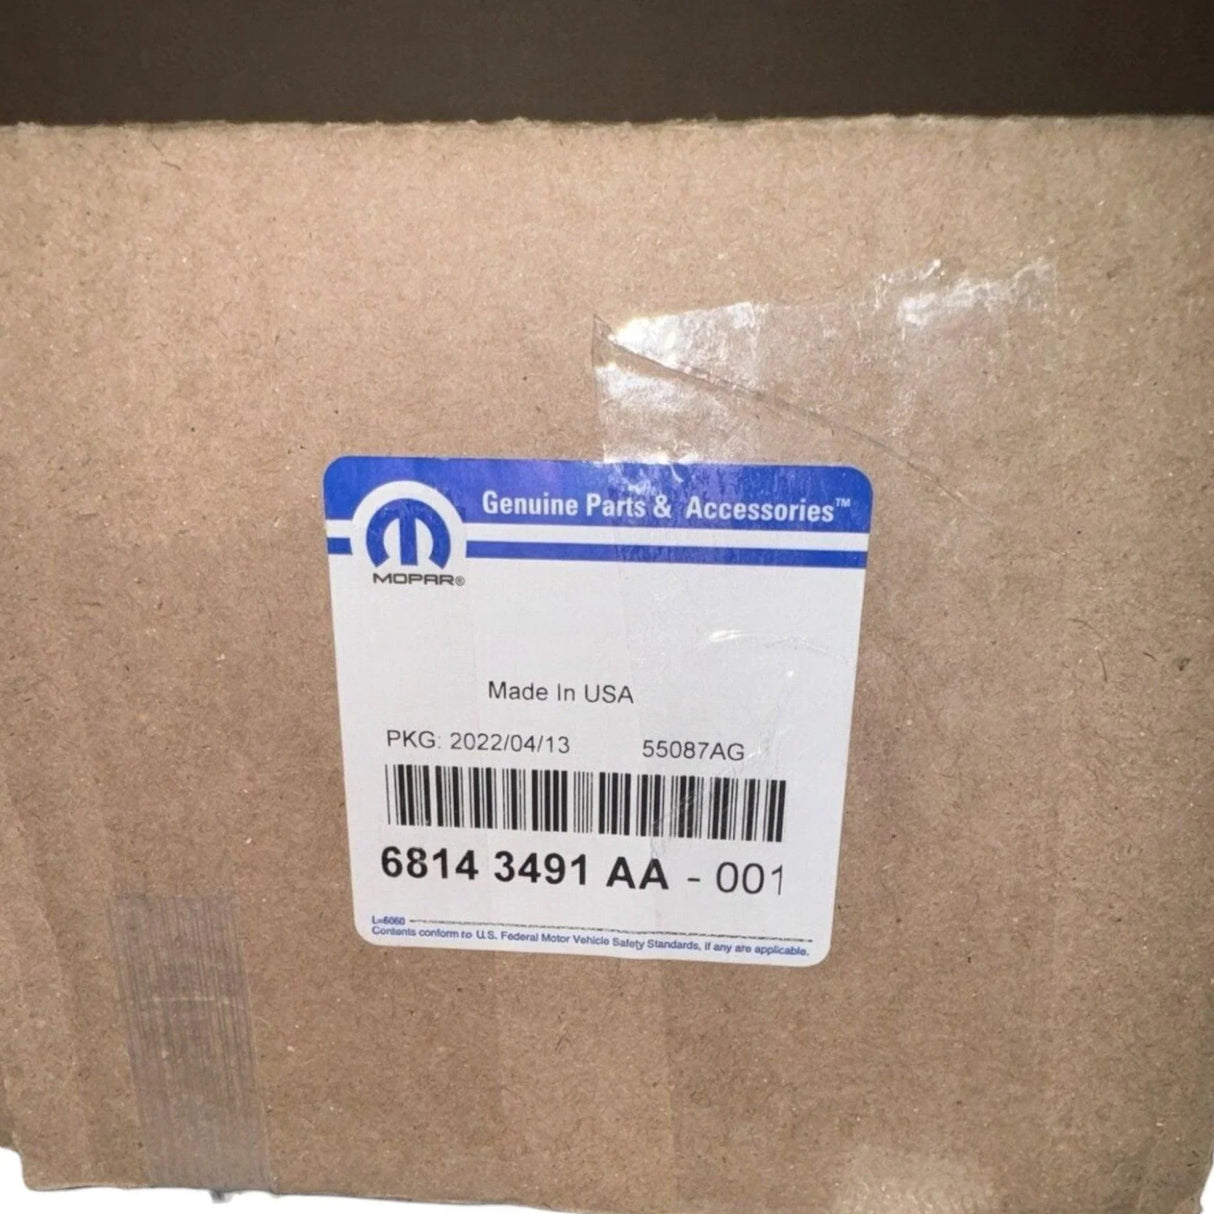 Genuine Parts & Accessories™
MOPAR®
Made In USA
PKG: 2022/04/13 55087AG
6814 3491 AA - 001
L=6060
Contents conform to U.S. Federal Motor Vehicle Safety Standards, if any are applicable.